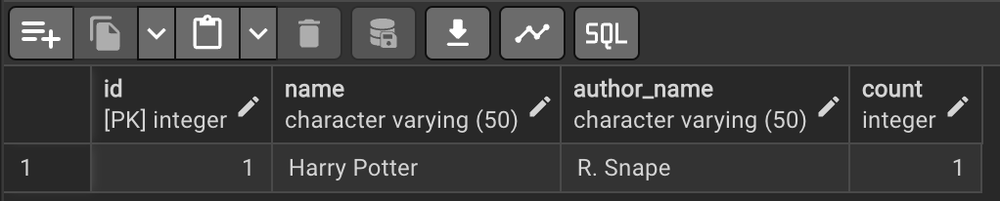 SQL
id name author_name count
[PK] integer character varying (50) character varying (50) integer
1 1 Harry Potter R. Snape 1